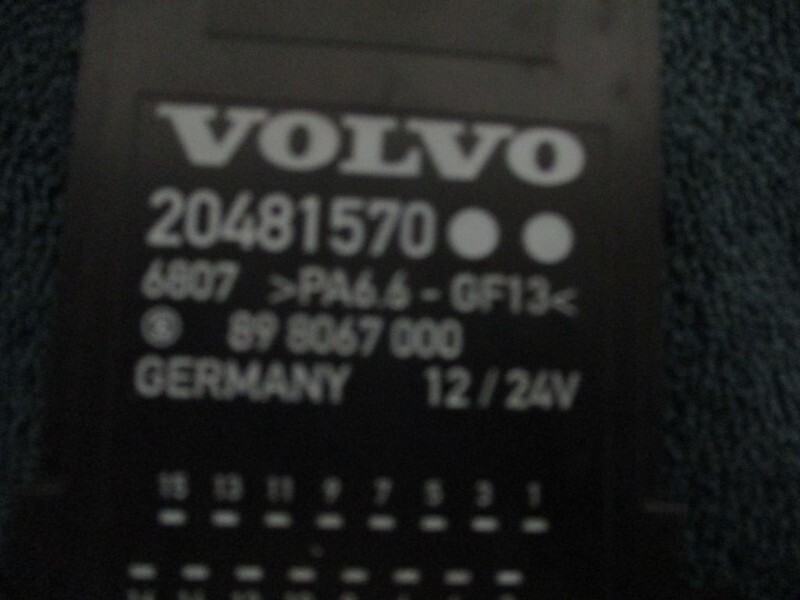 VOLVO
20481570
6807 >PA6.6 - GF13<
89 8067 000
GERMANY 12 / 24V
15 13 11 9 7 5 3 1